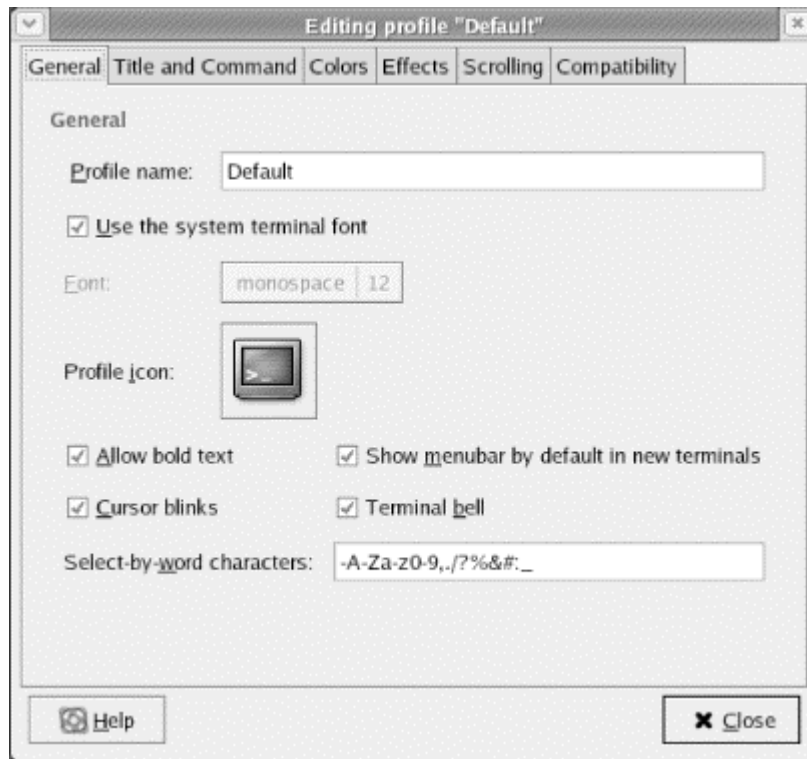 Editing profile "Default"
General Title and Command Colors Effects Scrolling Compatibility
General
Profile name: Default
Use the system terminal font
Font: monospace 12
Profile icon: >_
Allow bold text Show menubar by default in new terminals
Cursor blinks Terminal bell
Select-by-word characters: -A-Za-z0-9,./?%&#:_
Help Close